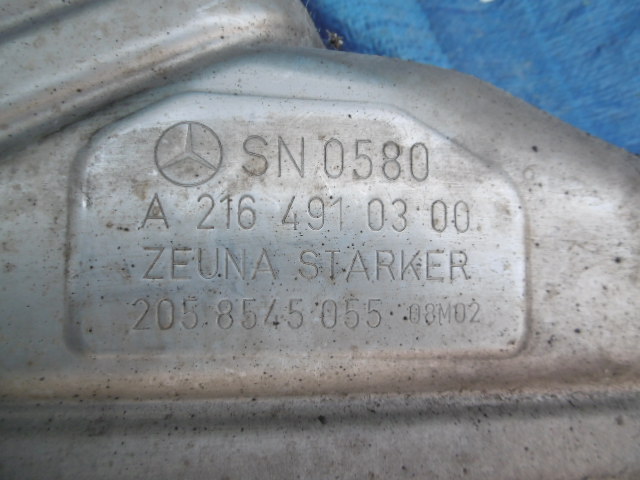 SN 0580
A 216 491 03 00
ZEUNA STARKER
205 8545 055 08M02